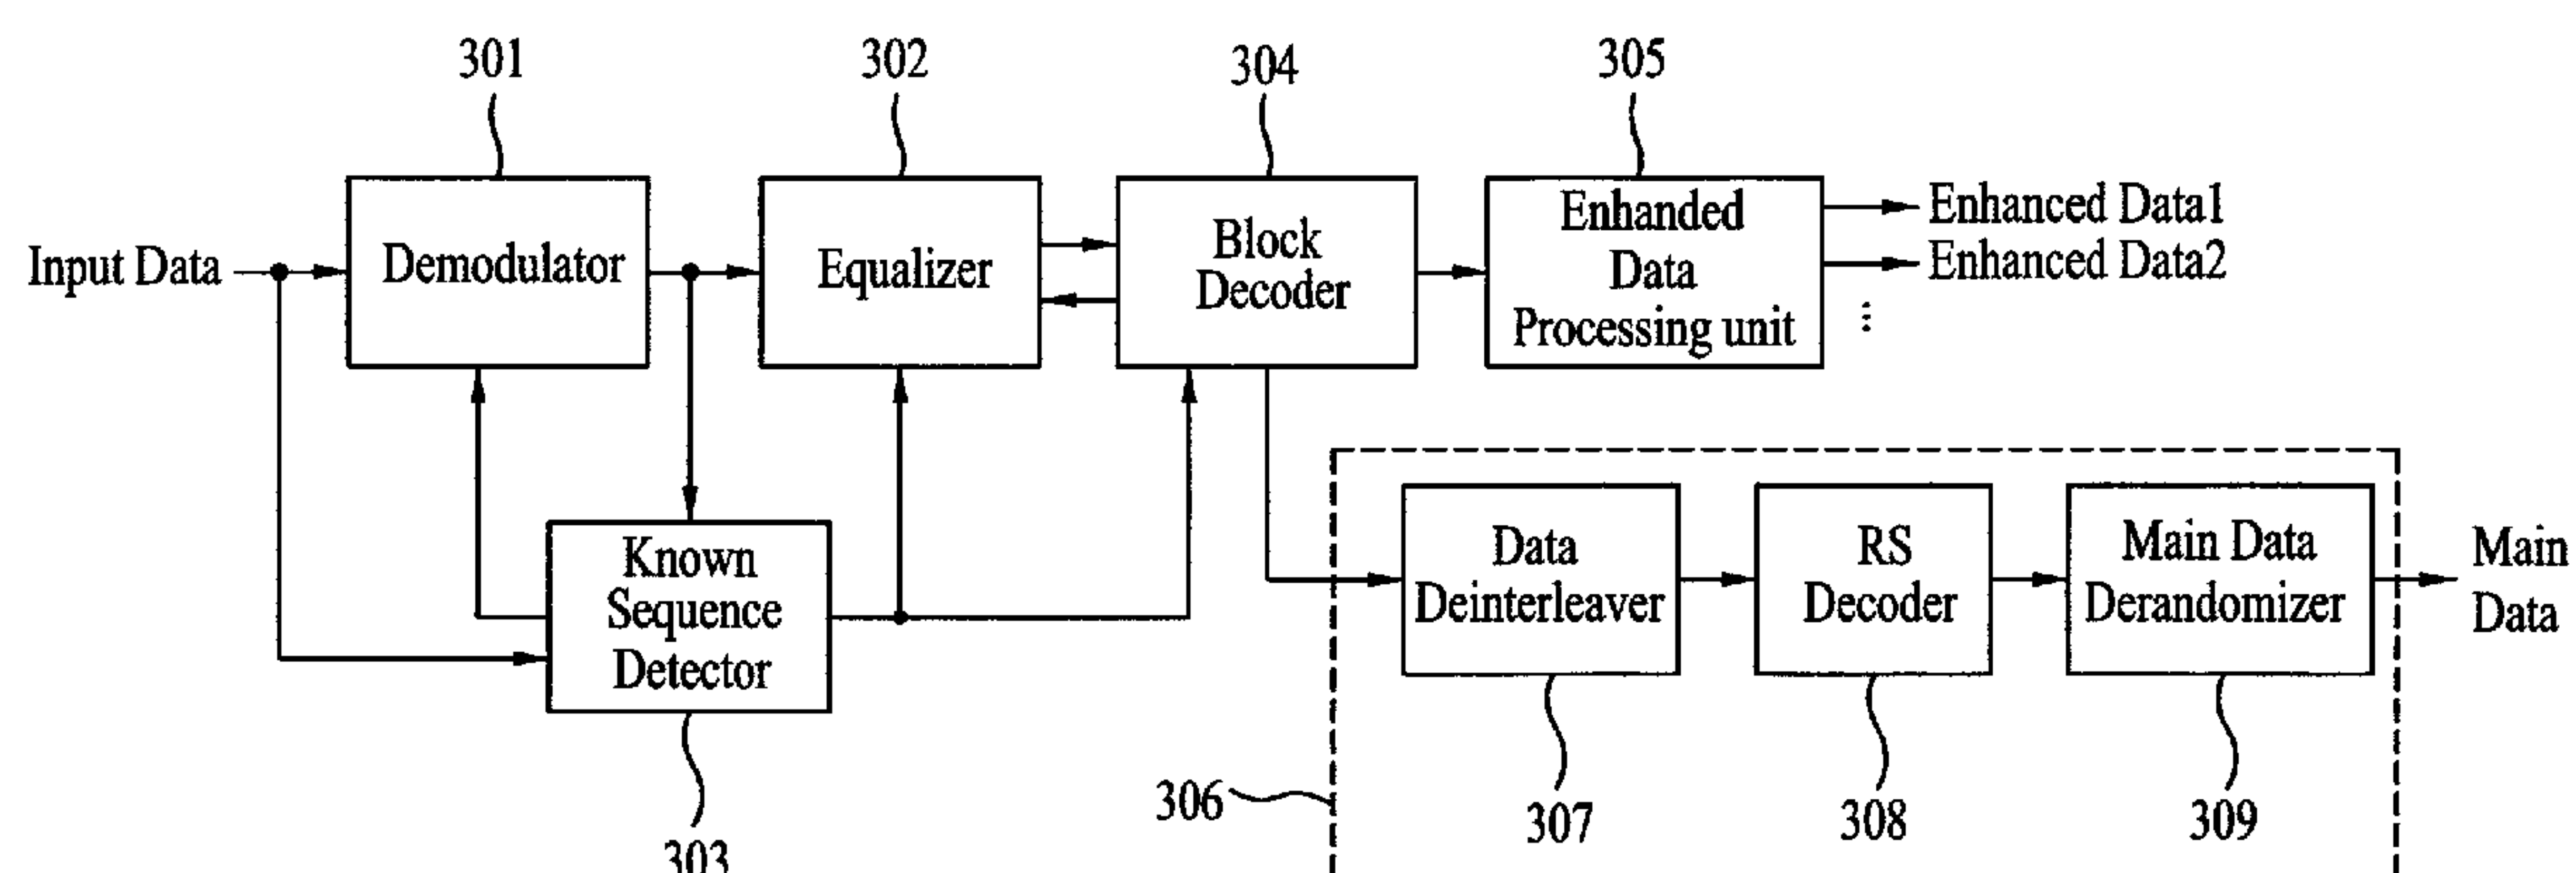 301
302
304
305
Input Data
Demodulator
Equalizer
Block
Decoder
Enhanded
Data
Processing unit
Enhanced Data1
Enhanced Data2
Known
Sequence
Detector
Data
Deinterleaver
RS
Decoder
Main Data
Derandomizer
Main
Data
303
306
307
308
309